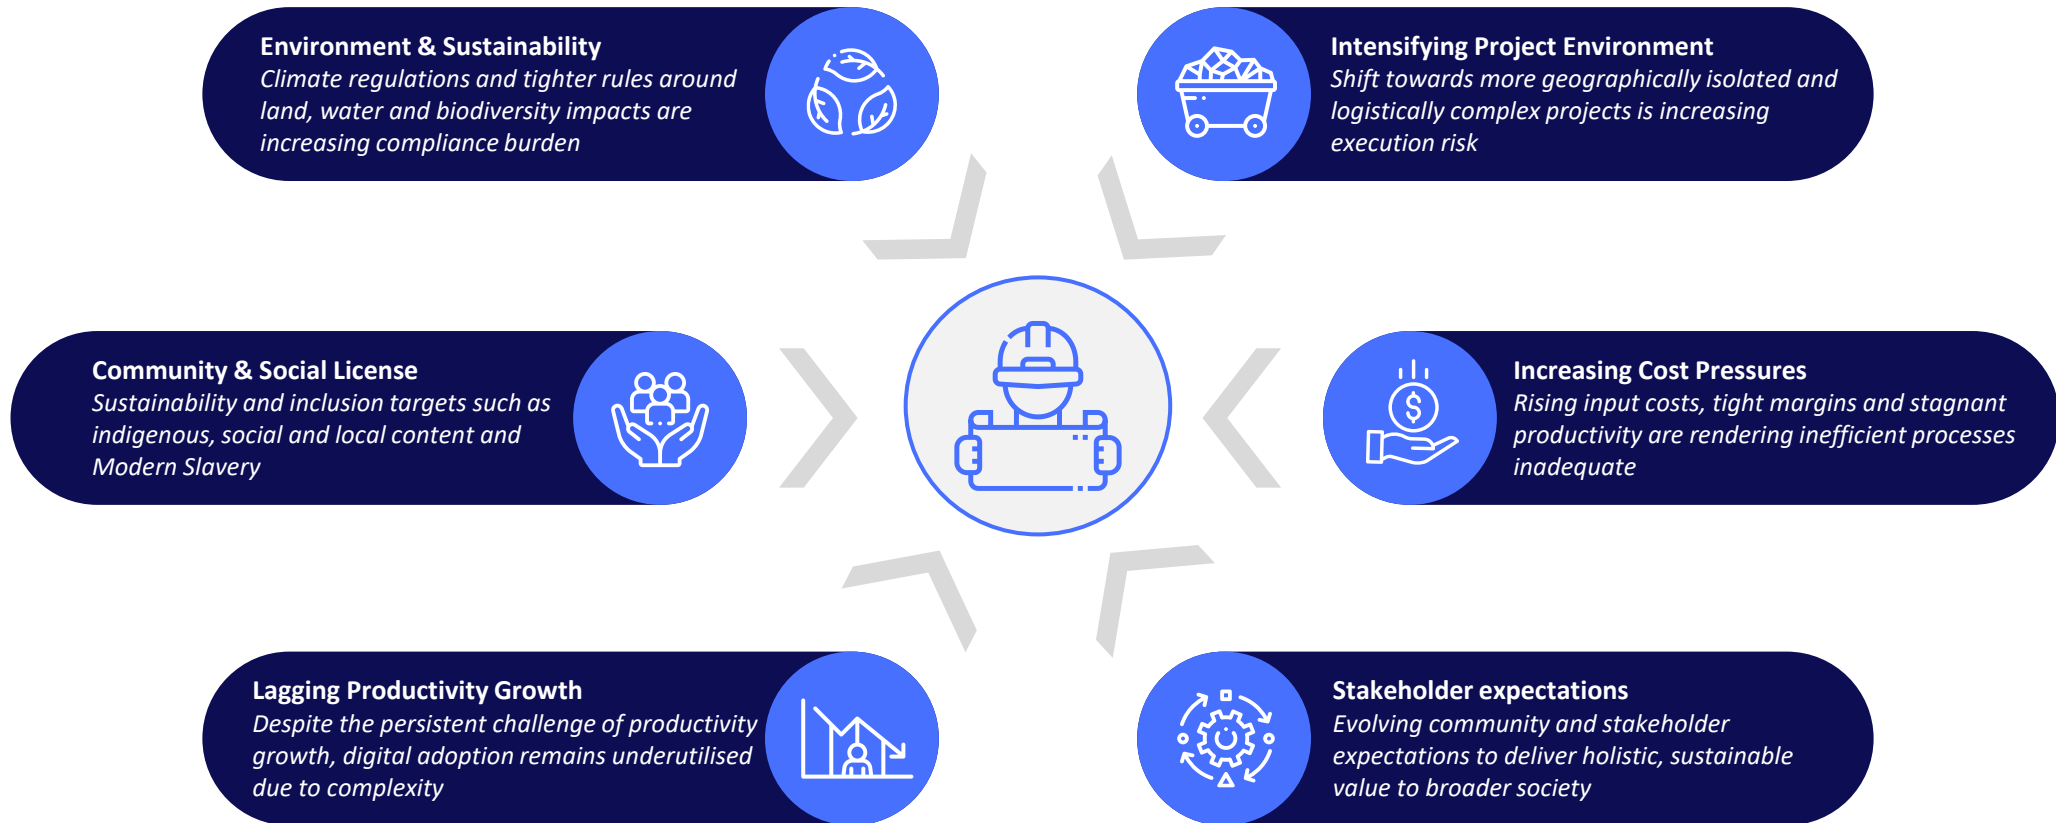 Environment & Sustainability
Climate regulations and tighter rules around
land, water and biodiversity impacts are
increasing compliance burden
Intensifying Project Environment
Shift towards more geographically isolated and
logistically complex projects is increasing
execution risk
Community & Social License
Sustainability and inclusion targets such as
indigenous, social and local content and
Modern Slavery
Increasing Cost Pressures
Rising input costs, tight margins and stagnant
productivity are rendering inefficient processes
inadequate
Lagging Productivity Growth
Despite the persistent challenge of productivity
growth, digital adoption remains underutilised
due to complexity
Stakeholder expectations
Evolving community and stakeholder
expectations to deliver holistic, sustainable
value to broader society